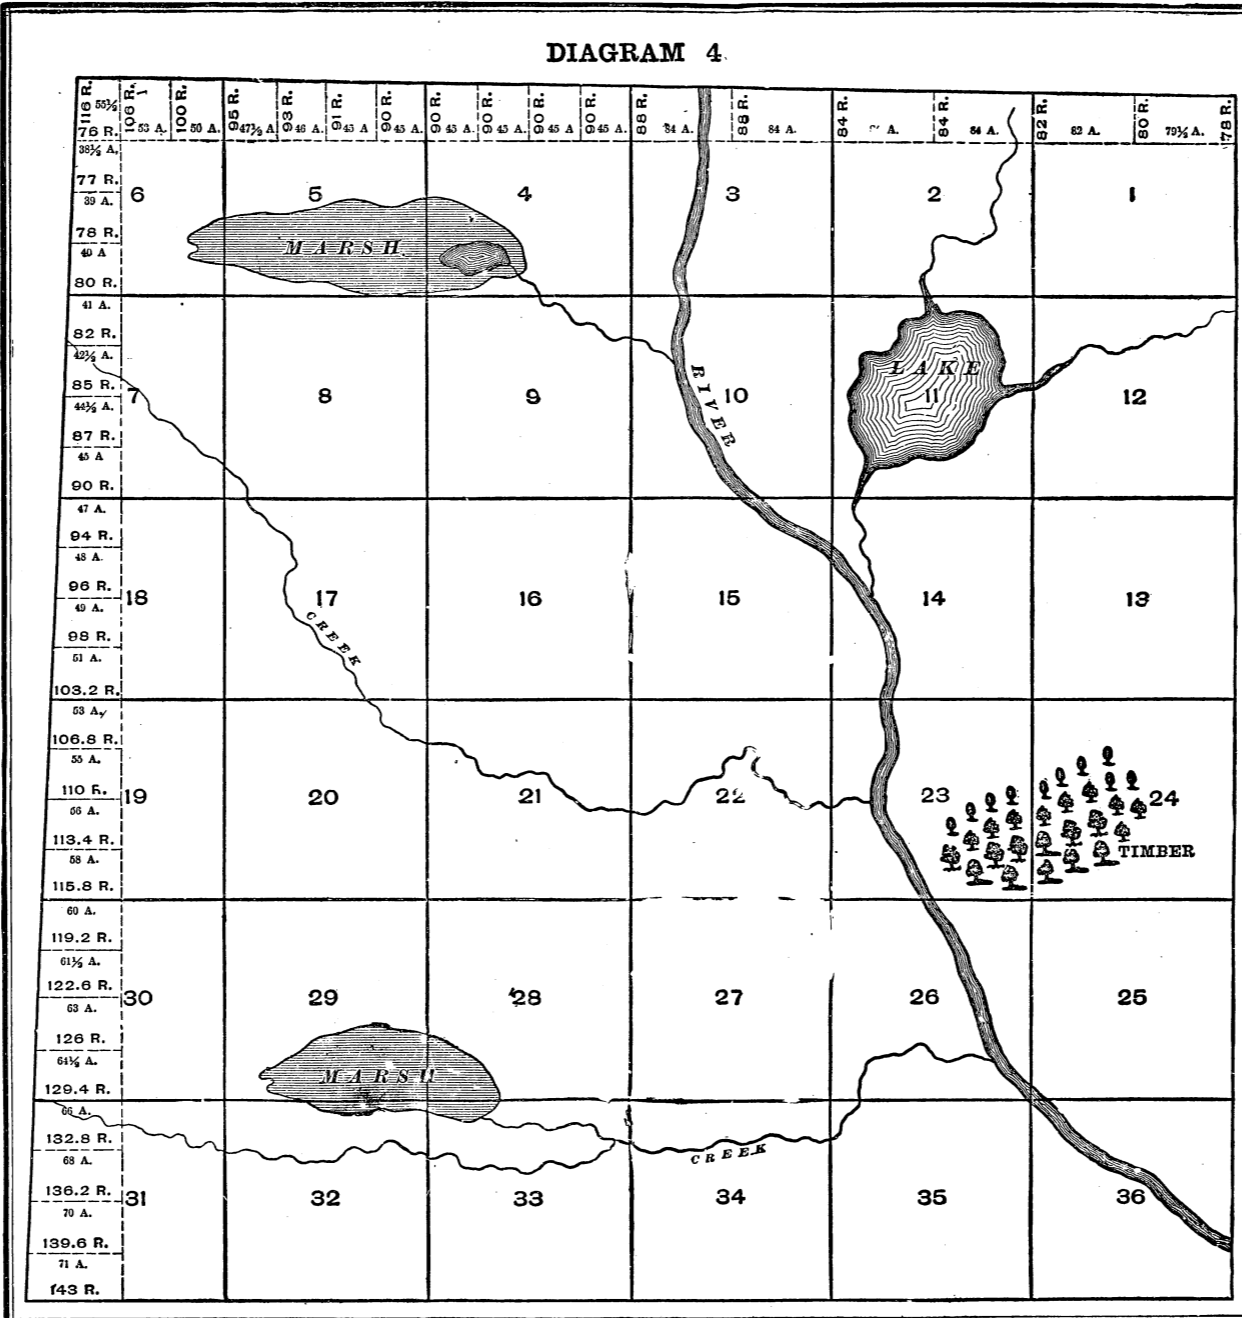 DIAGRAM 4
116 R. 55½ 106 R. 53 A. 100 R. 50 A. 95 R. 47½ A. 93 R. 46 A. 91 R. 45 A. 90 R. 45 A. 90 R. 45 A. 90 R. 45 A. 90 R. 45 A 90 R. 45 A. 88 R. 84 A. 88 R. 84 A. 84 R. A. 84 R. 84 A. 82 R. 82 A. 80 R. 79½ A. 78 R.
76 R.
38½ A.
77 R.
6 5 4 3 2 1
39 A.
78 R.
MARSH
40 A
80 R.
41 A.
82 R.
42½ A.
RIVER
LAKE
85 R.
7 8 9 10 11 12
44½ A.
87 R.
45 A
90 R.
47 A.
94 R.
48 A.
96 R.
18 17 16 15 14 13
49 A.
CREEK
98 R.
51 A.
103.2 R.
53 A.
106.8 R.
55 A.
110 R.
19 20 21 22 23 24
56 A.
113.4 R.
TIMBER
58 A.
115.8 R.
60 A.
119.2 R.
61½ A.
122.6 R.
30 29 28 27 26 25
63 A.
126 R.
64½ A.
MARSH
129.4 R.
66 A.
132.8 R.
CREEK
68 A.
136.2 R.
31 32 33 34 35 36
70 A.
139.6 R.
71 A.
143 R.